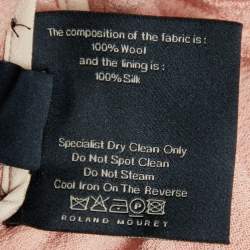 The composition of the fabric is :
100% Wool
and the lining is :
100% Silk
Specialist Dry Clean Only
Do Not Spot Clean
Do Not Steam
Cool Iron On The Reverse
ROLAND MOURET